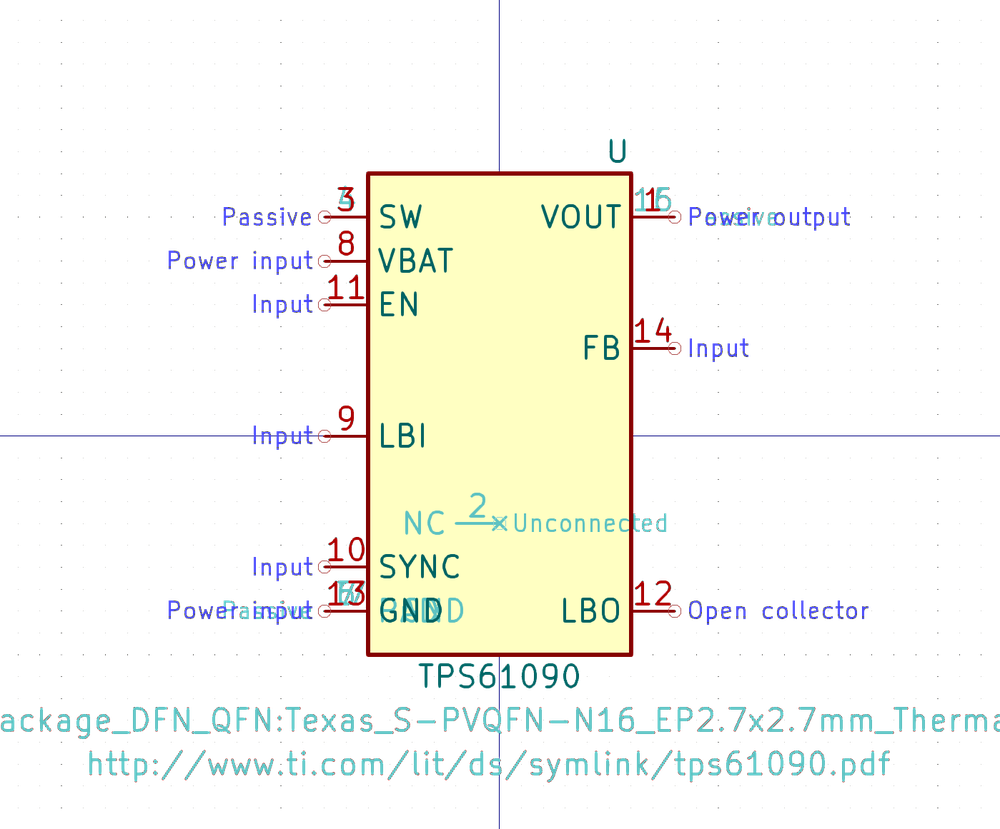 U
Passive 3 SW VOUT 1 Power output
Power input 8 VBAT
Input 11 EN
FB 14 Input
Input 9 LBI
NC 2 Unconnected
Input 10 SYNC
Power input 13 GND LBO 12 Open collector
TPS61090
ackage_DFN_QFN:Texas_S-PVQFN-N16_EP2.7x2.7mm_Therma
http://www.ti.com/lit/ds/symlink/tps61090.pdf